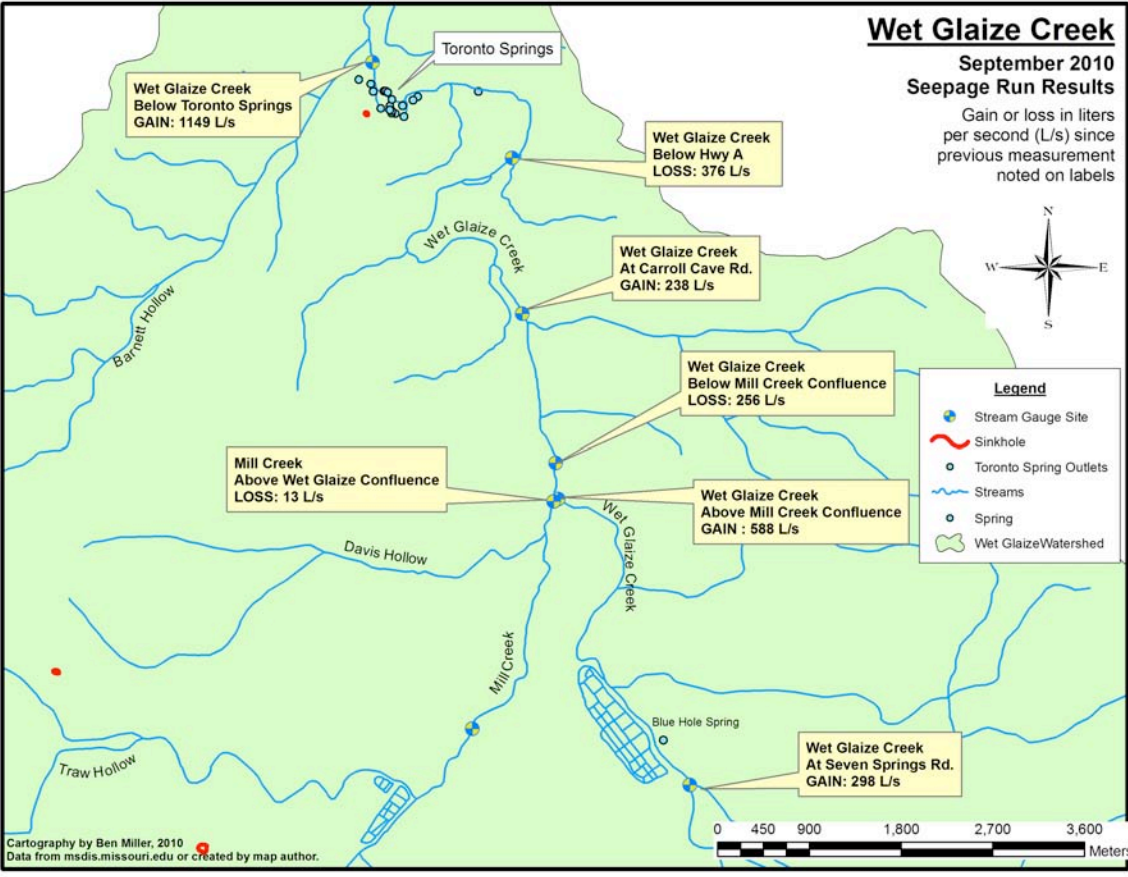 Wet Glaize Creek
September 2010
Seepage Run Results
Gain or loss in liters
per second (L/s) since
previous measurement
noted on labels
Toronto Springs
Wet Glaize Creek
Below Toronto Springs
GAIN: 1149 L/s
Wet Glaize Creek
Below Hwy A
LOSS: 376 L/s
N
W
E
S
Wet Glaize Creek
Wet Glaize Creek
At Carroll Cave Rd.
GAIN: 238 L/s
Barnett Hollow
Wet Glaize Creek
Below Mill Creek Confluence
LOSS: 256 L/s
Legend
Stream Gauge Site
Sinkhole
Toronto Spring Outlets
Streams
Spring
Wet GlaizeWatershed
Mill Creek
Above Wet Glaize Confluence
LOSS: 13 L/s
Wet Glaize Creek
Above Mill Creek Confluence
GAIN : 588 L/s
Wet Glaize Creek
Davis Hollow
Mill Creek
Blue Hole Spring
Wet Glaize Creek
At Seven Springs Rd.
GAIN: 298 L/s
Traw Hollow
0 450 900 1,800 2,700 3,600
Meters
Cartography by Ben Miller, 2010
Data from msdis.missouri.edu or created by map author.